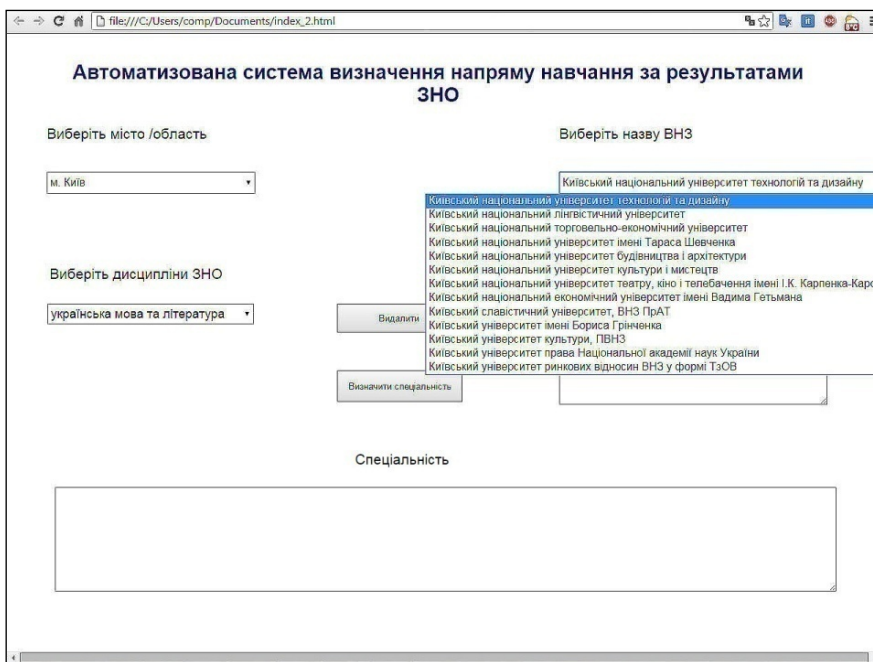 file:///C:/Users/comp/Documents/index_2.html
Автоматизована система визначення напряму навчання за результатами
ЗНО
Виберіть місто /область
Виберіть назву ВНЗ
м. Київ
Київський національний університет технологій та дизайну
Київський національний університет технологій та дизайну
Київський національний лінгвістичний університет
Київський національний торговельно-економічний університет
Київський національний університет імені Тараса Шевченка
Київський національний університет будівництва і архітектури
Київський національний університет культури і мистецтв
Київський національний університет театру, кіно і телебачення імені І.К. Карпенка-Каро
Київський національний економічний університет імені Вадима Гетьмана
Київський славістичний університет, ВНЗ ПрАТ
Київський університет імені Бориса Грінченка
Київський університет культури, ПВНЗ
Київський університет права Національної академії наук України
Київський університет ринкових відносин ВНЗ у формі ТзОВ
Виберіть дисципліни ЗНО
українська мова та література
Видалити
Визначити спеціальність
Спеціальність